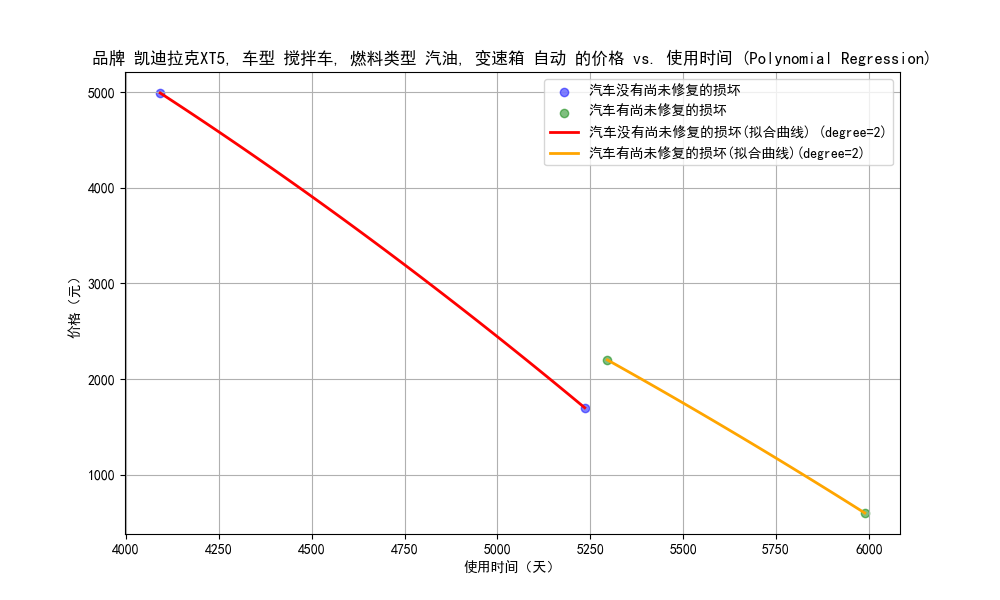 品牌 凯迪拉克XT5, 车型 搅拌车, 燃料类型 汽油, 变速箱 自动 的价格 vs. 使用时间 (Polynomial Regression)
汽车没有尚未修复的损坏
汽车有尚未修复的损坏
汽车没有尚未修复的损坏(拟合曲线) (degree=2)
汽车有尚未修复的损坏(拟合曲线)(degree=2)
价格（元）
5000
4000
3000
2000
1000
4000 4250 4500 4750 5000 5250 5500 5750 6000
使用时间（天）